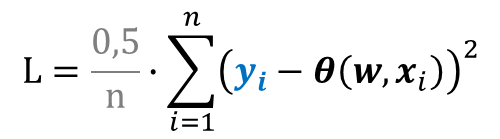 L = 0,5/n · ∑_{i=1}^{n} (y_i − θ(w, x_i))²